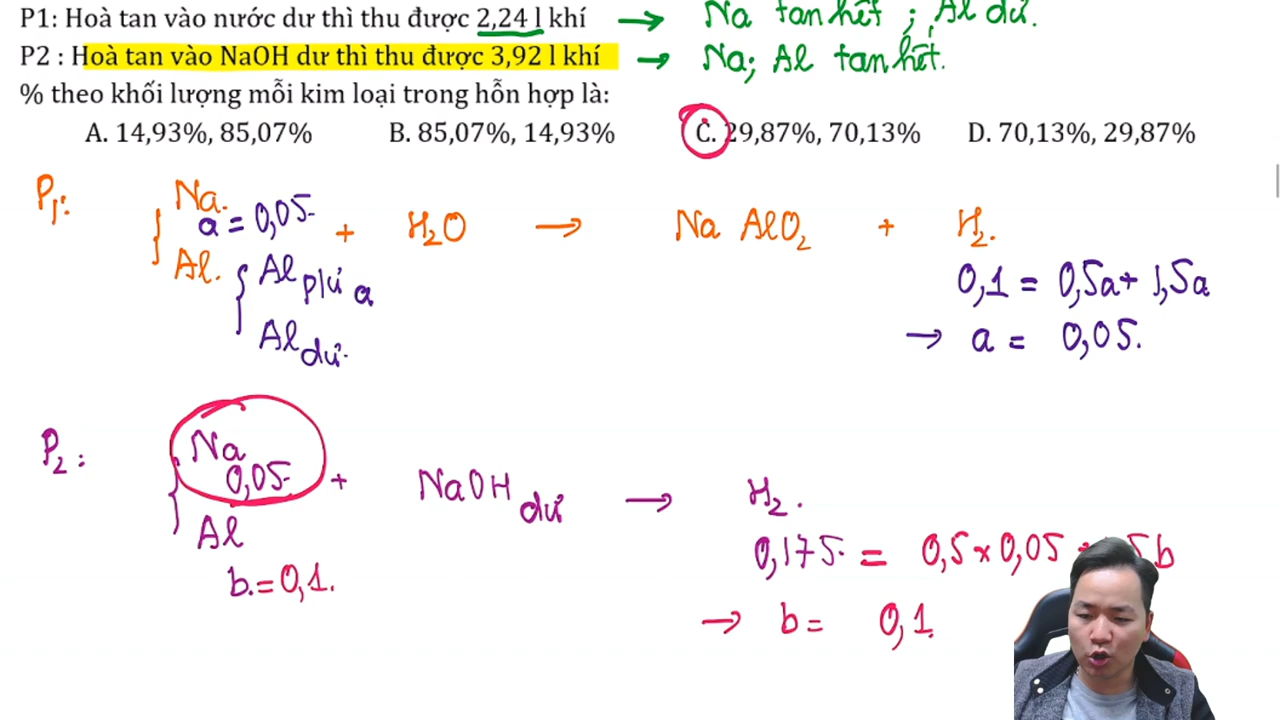 P1: Hoà tan vào nước dư thì thu được 2,24 l khí → Na tan hết ; Al dư.
P2 : Hoà tan vào NaOH dư thì thu được 3,92 l khí → Na; Al tan hết.
% theo khối lượng mỗi kim loại trong hỗn hợp là:
A. 14,93%, 85,07% B. 85,07%, 14,93% C. 29,87%, 70,13% D. 70,13%, 29,87%
P1: Na. a = 0,05. + H2O → Na AlO2 + H2.
Al. Al pứ a 0,1 = 0,5a + 1,5a
Al dư. → a = 0,05.
P2 : Na
0,05. + NaOH dư → H2.
Al 0,175. = 0,5 x 0,05 5b
b. = 0,1. → b = 0,1.